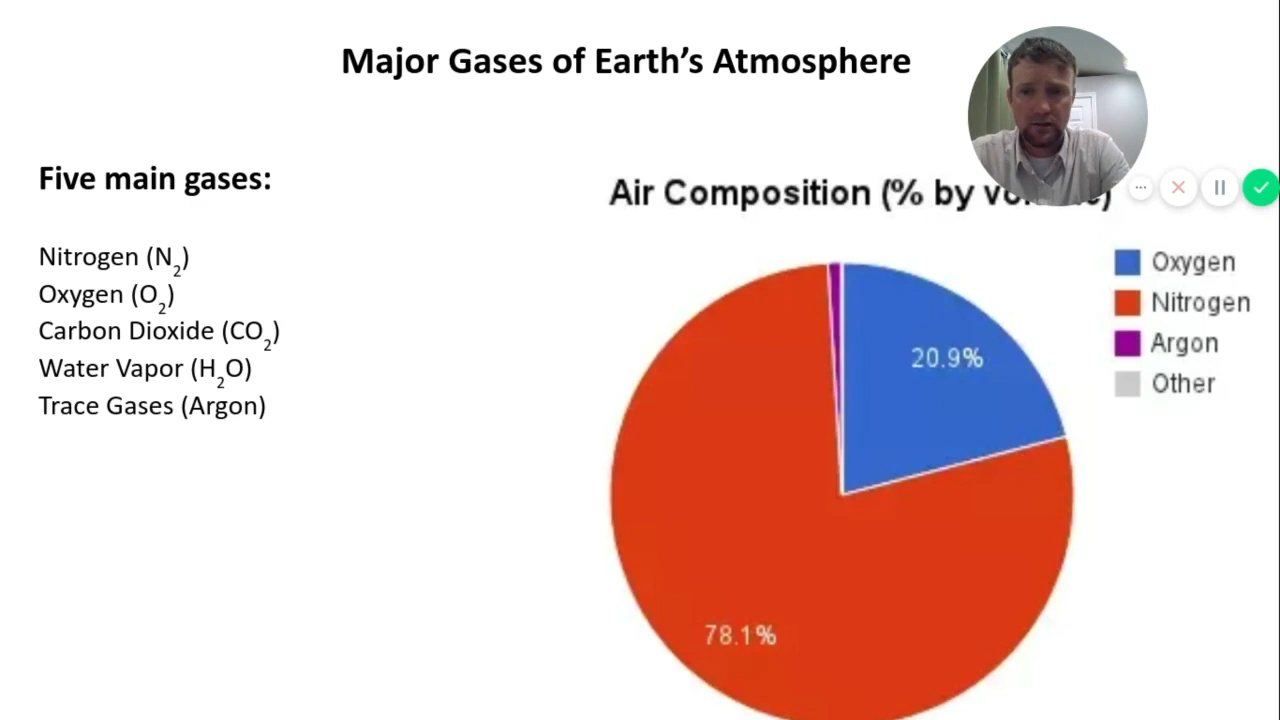 Major Gases of Earth’s Atmosphere
Five main gases:
Nitrogen (N2)
Oxygen (O2)
Carbon Dioxide (CO2)
Water Vapor (H2O)
Trace Gases (Argon)
Air Composition (% by
Oxygen
Nitrogen
Argon
Other
20.9%
78.1%